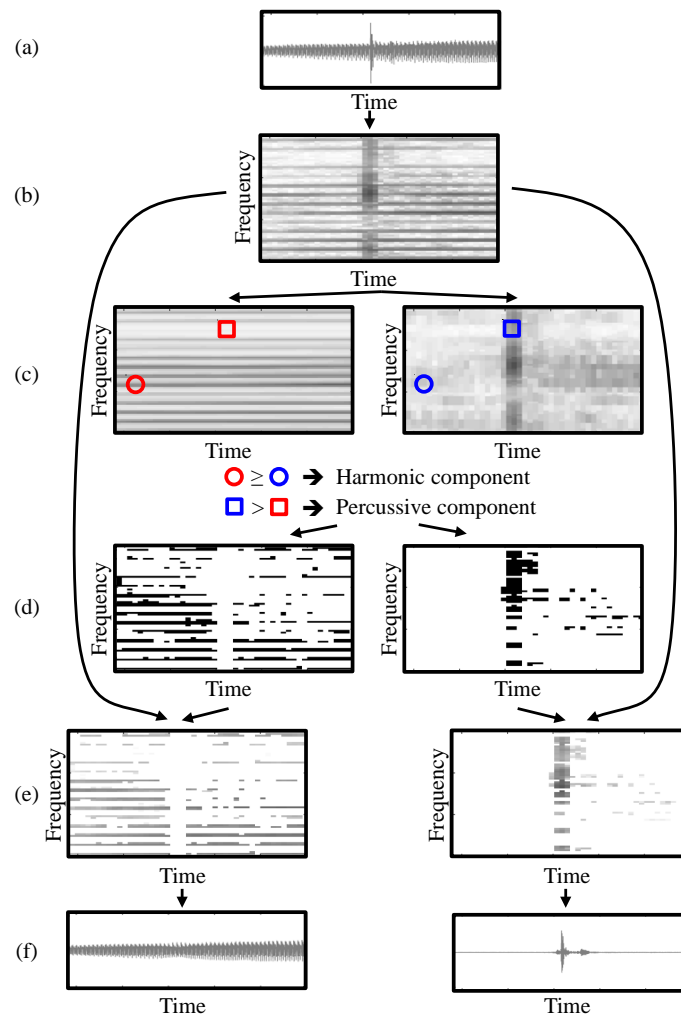 (a)
Time
(b)
Frequency
Time
(c)
Frequency
Time
Frequency
Time
≥ ➔ Harmonic component
> ➔ Percussive component
(d)
Frequency
Time
Frequency
Time
(e)
Frequency
Time
Frequency
Time
(f)
Time
Time